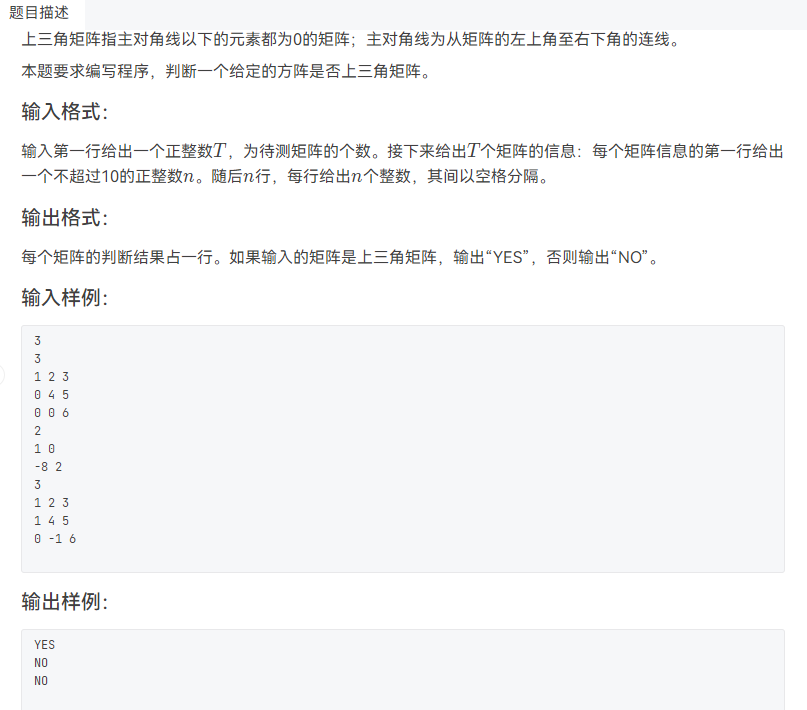 题目描述
上三角矩阵指主对角线以下的元素都为0的矩阵；主对角线为从矩阵的左上角至右下角的连线。
本题要求编写程序，判断一个给定的方阵是否上三角矩阵。
输入格式：
输入第一行给出一个正整数T，为待测矩阵的个数。接下来给出T个矩阵的信息：每个矩阵信息的第一行给出
一个不超过10的正整数n。随后n行，每行给出n个整数，其间以空格分隔。
输出格式：
每个矩阵的判断结果占一行。如果输入的矩阵是上三角矩阵，输出“YES”，否则输出“NO”。
输入样例：
3
3
1 2 3
0 4 5
0 0 6
2
1 0
-8 2
3
1 2 3
1 4 5
0 -1 6
输出样例：
YES
NO
NO